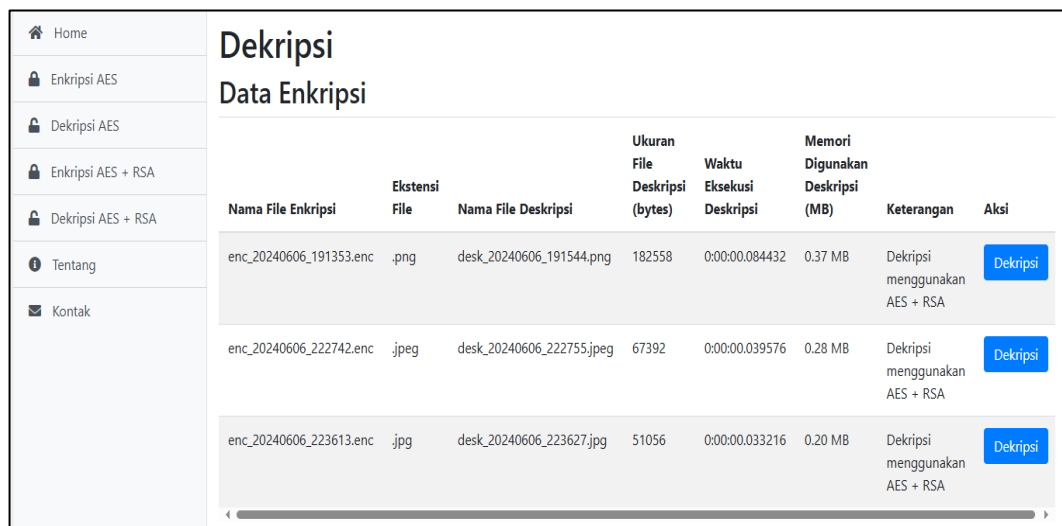 Home
Enkripsi AES
Dekripsi AES
Enkripsi AES + RSA
Dekripsi AES + RSA
Tentang
Kontak
Dekripsi
Data Enkripsi
Nama File Enkripsi
Ekstensi
File
Nama File Deskripsi
Ukuran
File
Deskripsi
(bytes)
Waktu
Eksekusi
Deskripsi
Memori
Digunakan
Deskripsi
(MB)
Keterangan
Aksi
enc_20240606_191353.enc .png desk_20240606_191544.png 182558 0:00:00.084432 0.37 MB Dekripsi
menggunakan
AES + RSA
Dekripsi
enc_20240606_222742.enc .jpeg desk_20240606_222755.jpeg 67392 0:00:00.039576 0.28 MB Dekripsi
menggunakan
AES + RSA
Dekripsi
enc_20240606_223613.enc .jpg desk_20240606_223627.jpg 51056 0:00:00.033216 0.20 MB Dekripsi
menggunakan
AES + RSA
Dekripsi